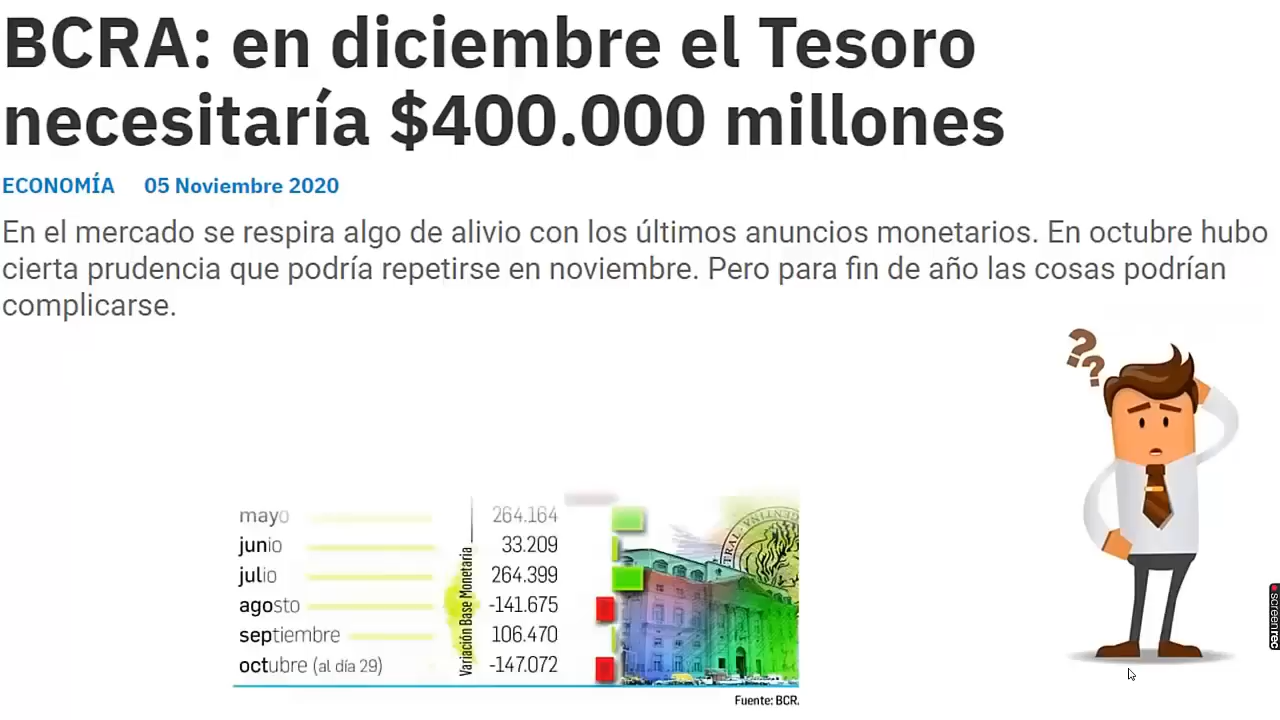 BCRA: en diciembre el Tesoro
necesitaría $400.000 millones
ECONOMÍA 05 Noviembre 2020
En el mercado se respira algo de alivio con los últimos anuncios monetarios. En octubre hubo
cierta prudencia que podría repetirse en noviembre. Pero para fin de año las cosas podrían
complicarse.
??
mayo 264.164
junio 33.209
julio 264.399
agosto -141.675
septiembre 106.470
octubre (al día 29) -147.072
Variación Base Monetaria
Fuente: BCR.
screenrec